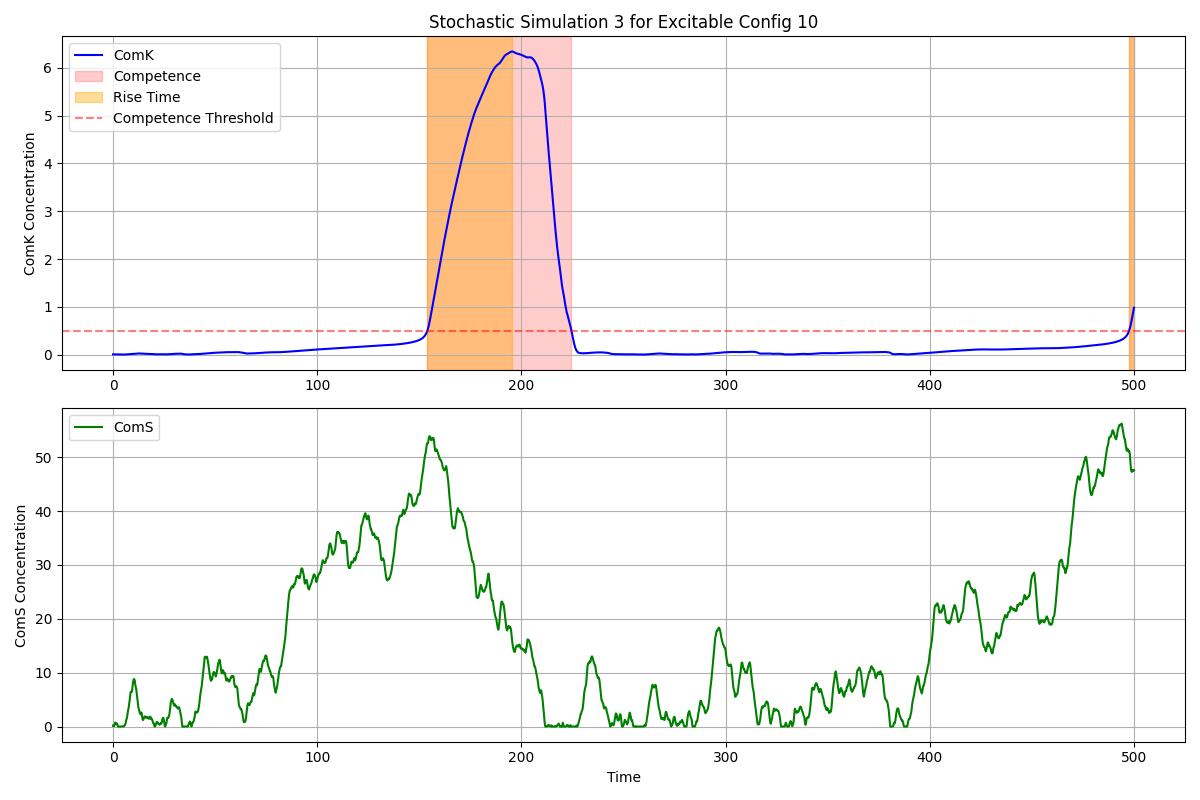 Stochastic Simulation 3 for Excitable Config 10
ComK
Competence
Rise Time
Competence Threshold
ComK Concentration
6
5
4
3
2
1
0
0 100 200 300 400 500
ComS
ComS Concentration
50
40
30
20
10
0
0 100 200 300 400 500
Time